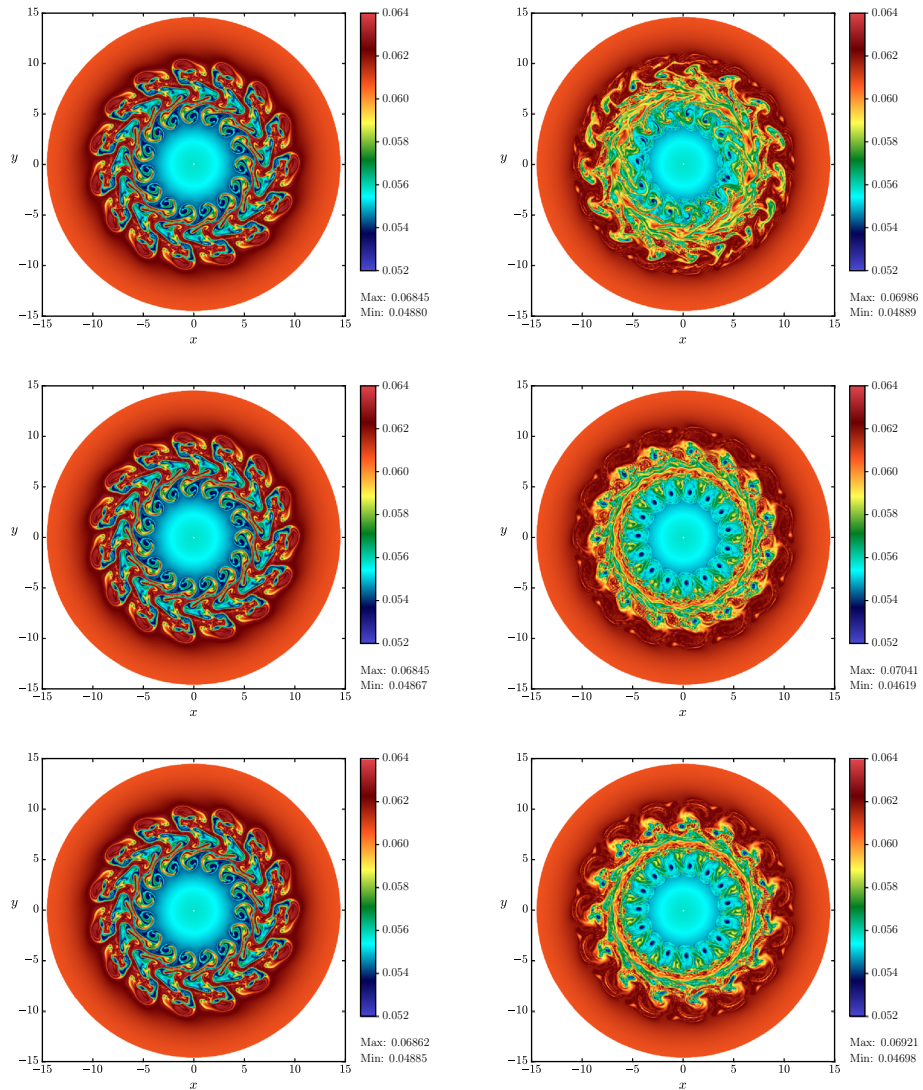 15
10
5
0
−5
−10
−15
−15 −10 −5 0 5 10 15
x
y
0.064
0.062
0.060
0.058
0.056
0.054
0.052
Max: 0.06845
Min: 0.04880
15
10
5
0
−5
−10
−15
−15 −10 −5 0 5 10 15
x
y
0.064
0.062
0.060
0.058
0.056
0.054
0.052
Max: 0.06986
Min: 0.04889
15
10
5
0
−5
−10
−15
−15 −10 −5 0 5 10 15
x
y
0.064
0.062
0.060
0.058
0.056
0.054
0.052
Max: 0.06845
Min: 0.04867
15
10
5
0
−5
−10
−15
−15 −10 −5 0 5 10 15
x
y
0.064
0.062
0.060
0.058
0.056
0.054
0.052
Max: 0.07041
Min: 0.04619
15
10
5
0
−5
−10
−15
−15 −10 −5 0 5 10 15
x
y
0.064
0.062
0.060
0.058
0.056
0.054
0.052
Max: 0.06862
Min: 0.04885
15
10
5
0
−5
−10
−15
−15 −10 −5 0 5 10 15
x
y
0.064
0.062
0.060
0.058
0.056
0.054
0.052
Max: 0.06921
Min: 0.04698